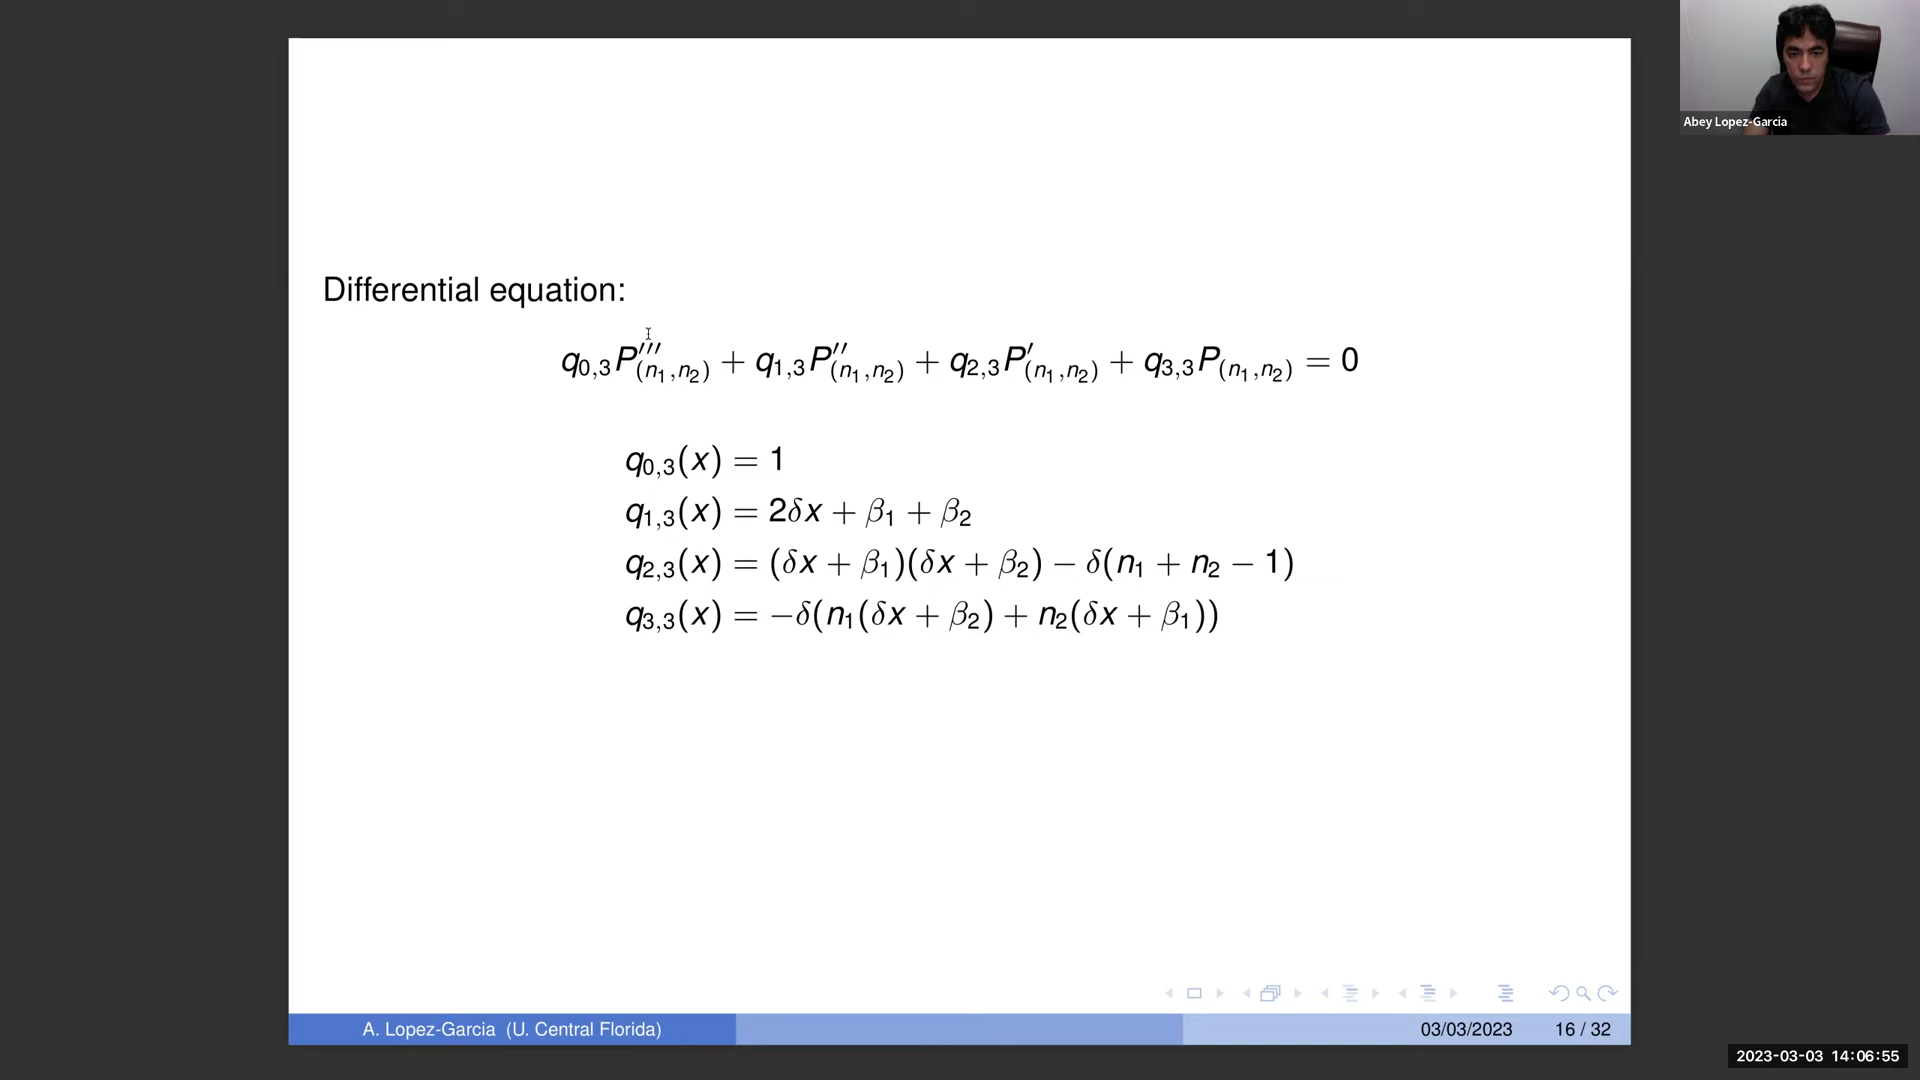 Abey Lopez-Garcia
Differential equation:
q₀,₃P‴₍ₙ₁,ₙ₂₎ + q₁,₃P″₍ₙ₁,ₙ₂₎ + q₂,₃P′₍ₙ₁,ₙ₂₎ + q₃,₃P₍ₙ₁,ₙ₂₎ = 0
q₀,₃(x) = 1
q₁,₃(x) = 2δx + β₁ + β₂
q₂,₃(x) = (δx + β₁)(δx + β₂) − δ(n₁ + n₂ − 1)
q₃,₃(x) = −δ(n₁(δx + β₂) + n₂(δx + β₁))
A. Lopez-Garcia (U. Central Florida) 03/03/2023 16 / 32
2023-03-03 14:06:55